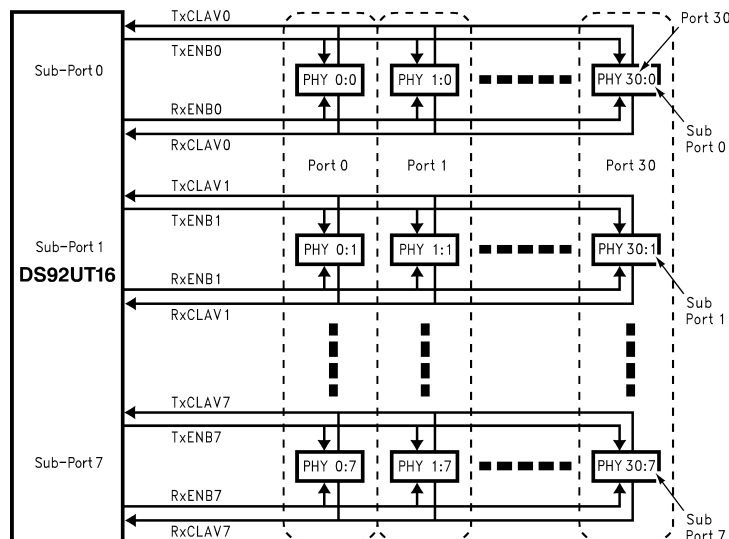 TxCLAV0
Port 30
TxENB0
Sub-Port 0
PHY 0:0
PHY 1:0
PHY 30:0
RxENB0
Sub
Port 0
RxCLAV0
Port 0
Port 1
Port 30
TxCLAV1
TxENB1
Sub-Port 1
DS92UT16
PHY 0:1
PHY 1:1
PHY 30:1
RxENB1
Sub
Port 1
RxCLAV1
TxCLAV7
TxENB7
Sub-Port 7
PHY 0:7
PHY 1:7
PHY 30:7
RxENB7
Sub
Port 7
RxCLAV7